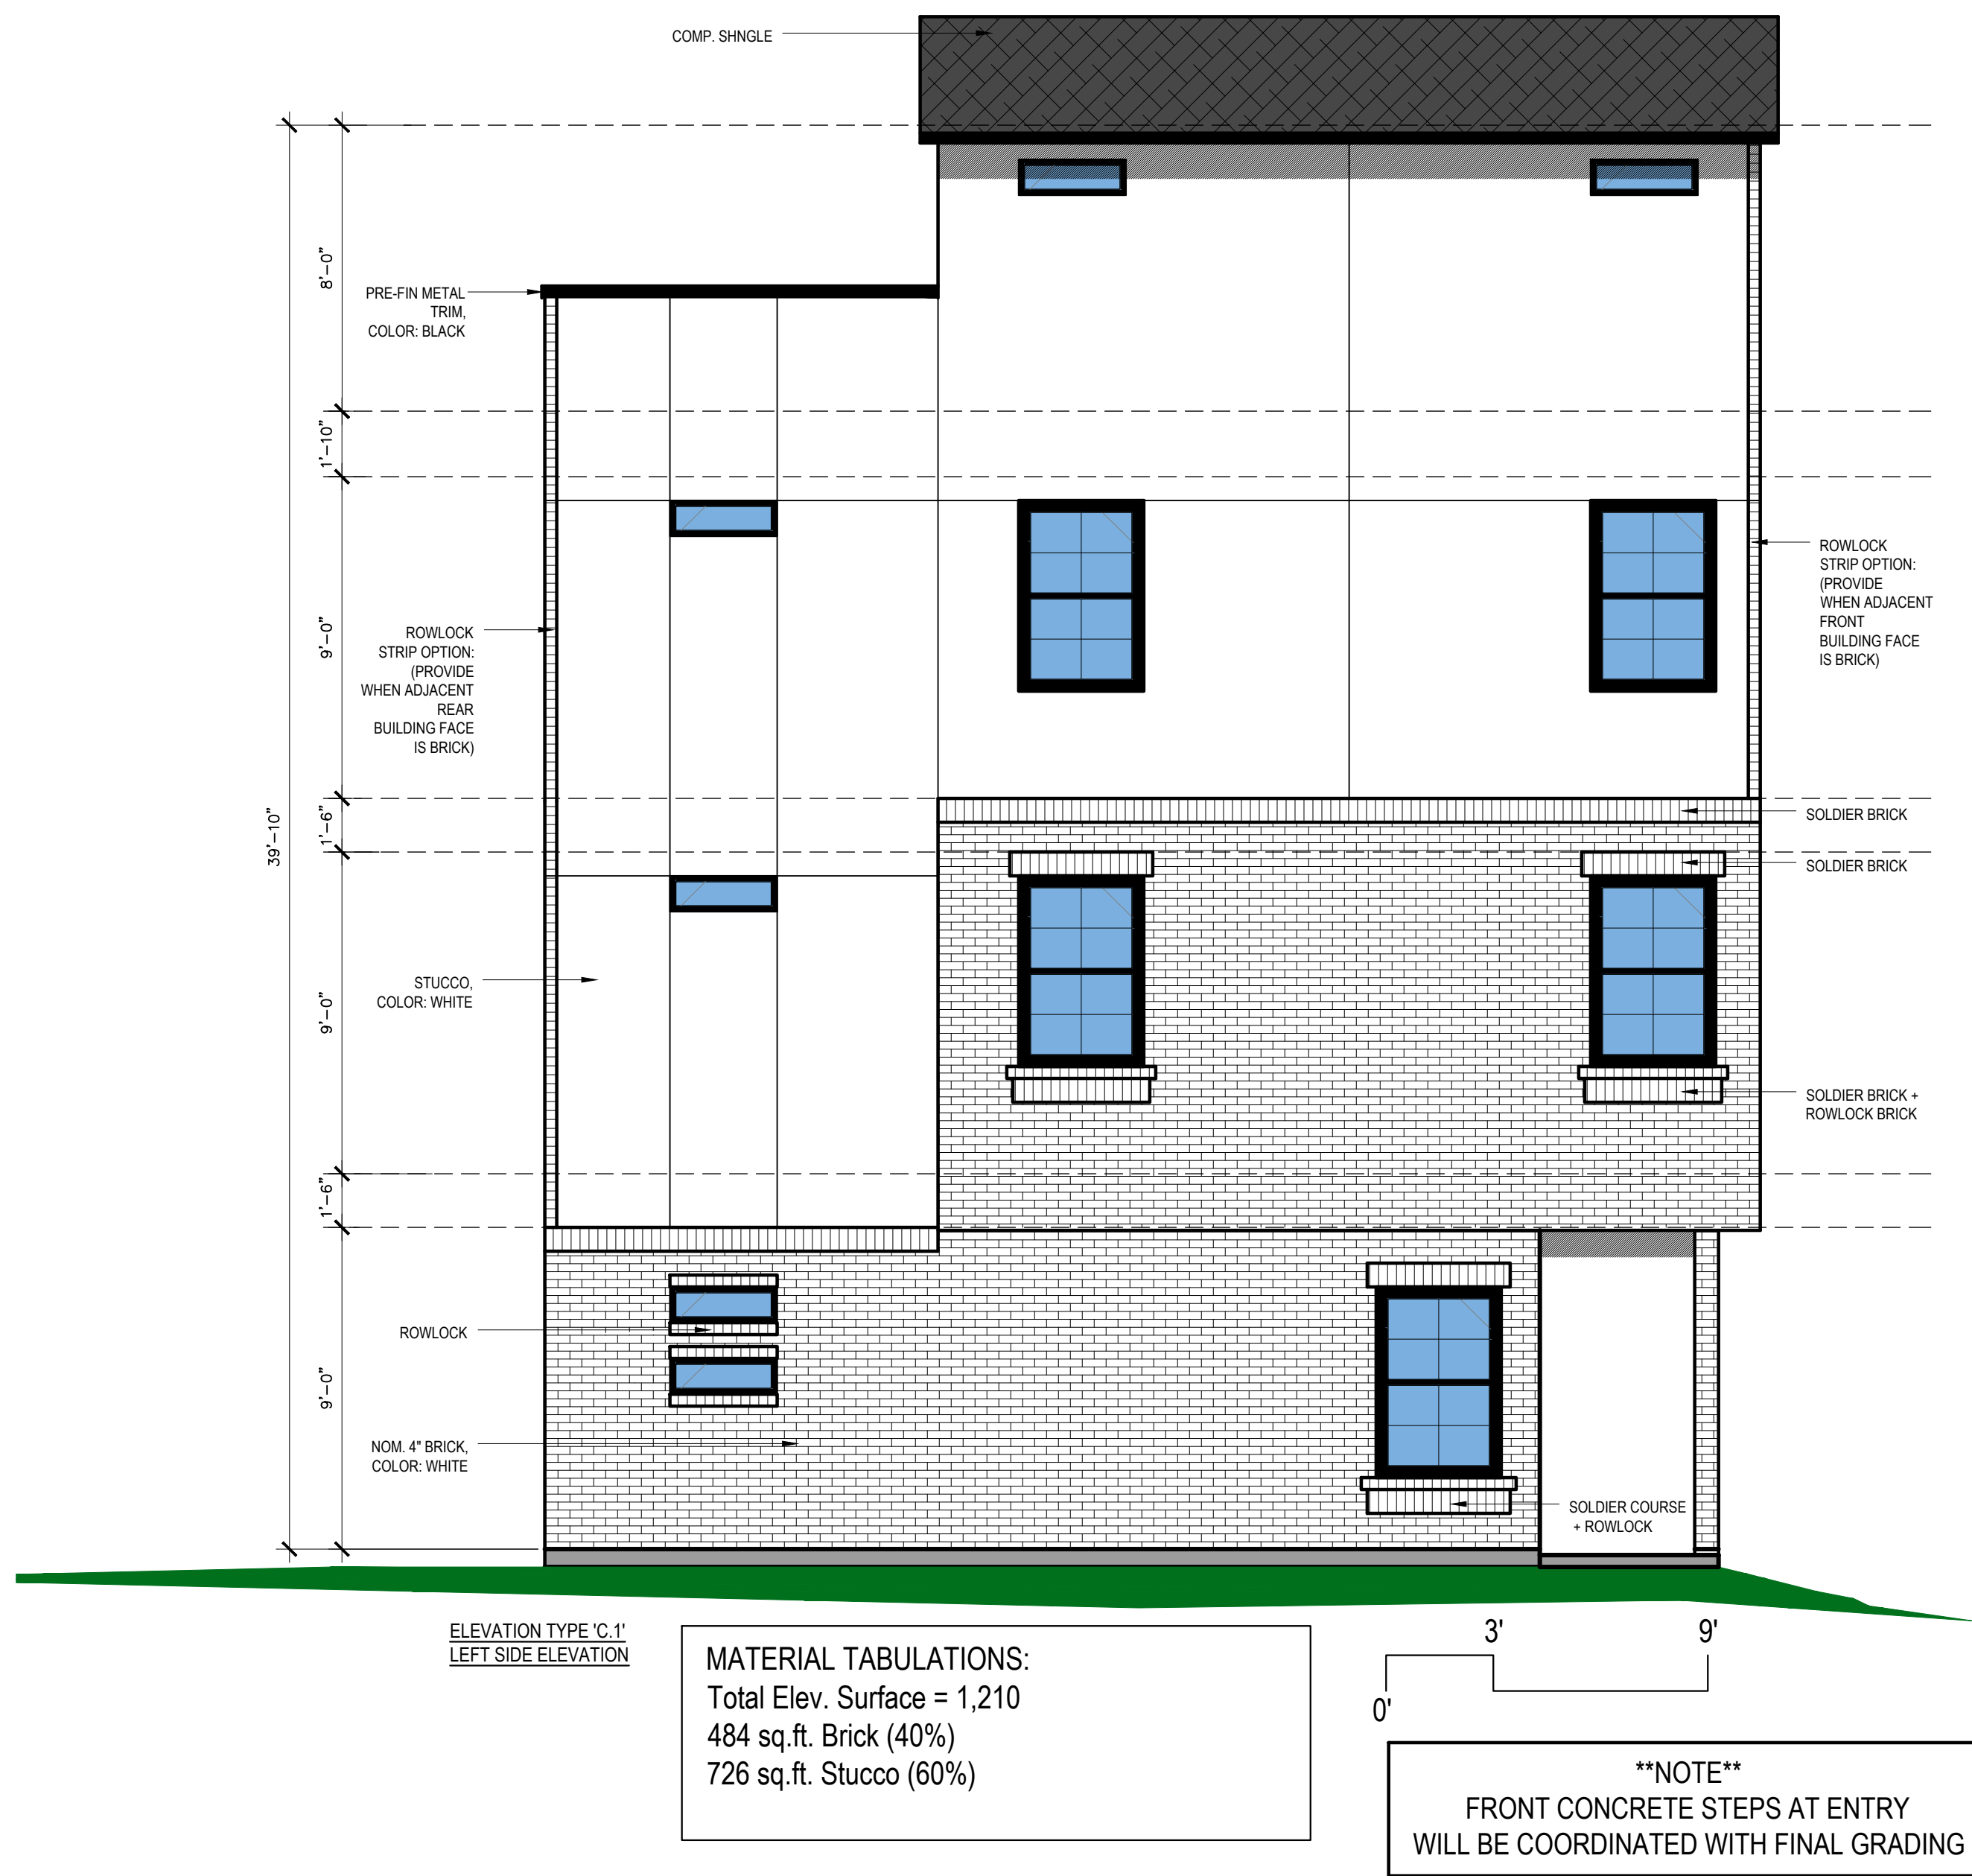 COMP. SHNGLE
8'-0"
PRE-FIN METAL
TRIM,
COLOR: BLACK
1'-10"
9'-0"
ROWLOCK
STRIP OPTION:
(PROVIDE
WHEN ADJACENT
REAR
BUILDING FACE
IS BRICK)
ROWLOCK
STRIP OPTION:
(PROVIDE
WHEN ADJACENT
FRONT
BUILDING FACE
IS BRICK)
39'-10"
1'-6"
SOLDIER BRICK
SOLDIER BRICK
9'-0"
STUCCO,
COLOR: WHITE
SOLDIER BRICK +
ROWLOCK BRICK
1'-6"
ROWLOCK
9'-0"
NOM. 4" BRICK,
COLOR: WHITE
SOLDIER COURSE
+ ROWLOCK
ELEVATION TYPE 'C.1'
LEFT SIDE ELEVATION
MATERIAL TABULATIONS:
Total Elev. Surface = 1,210
484 sq.ft. Brick (40%)
726 sq.ft. Stucco (60%)
3'
9'
0'
**NOTE**
FRONT CONCRETE STEPS AT ENTRY
WILL BE COORDINATED WITH FINAL GRADING